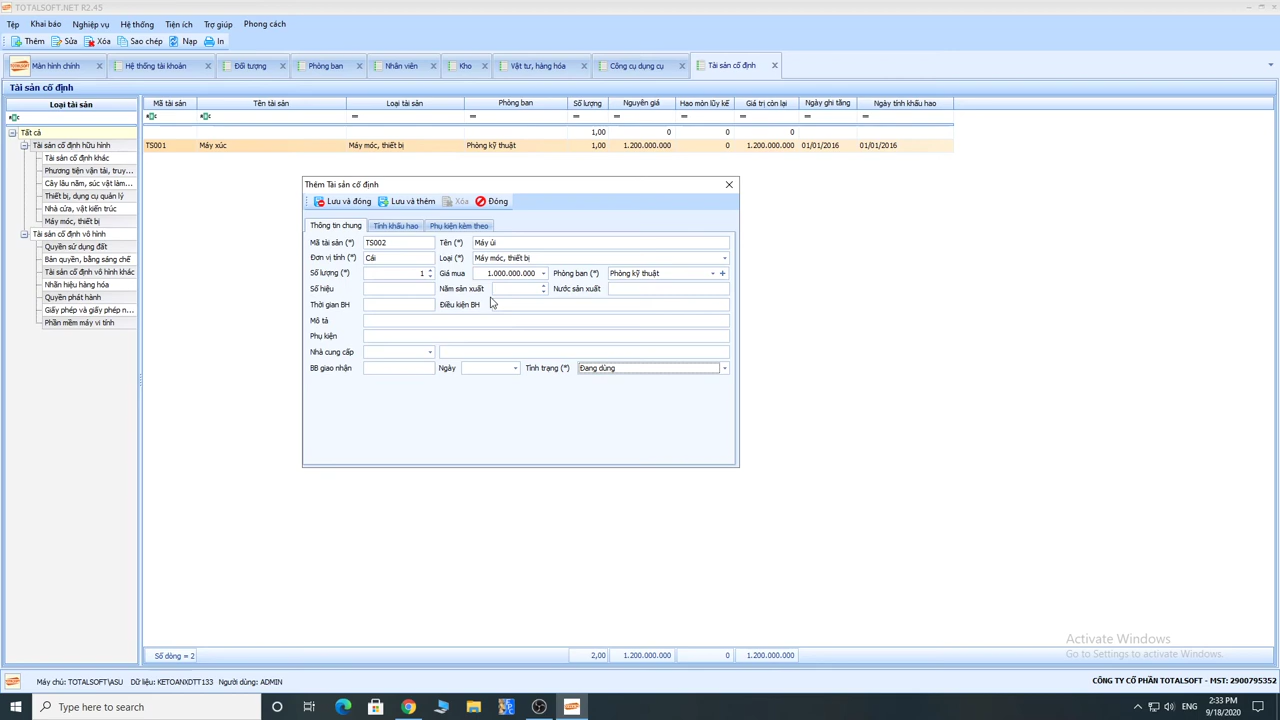 TOTALSOFT.NET R2.45
Tệp Khai báo Nghiệp vụ Hệ thống Tiện ích Trợ giúp Phong cách
Thêm Sửa Xóa Sao chép Nạp In
Màn hình chính Hệ thống tài khoản Đối tượng Phòng ban Nhân viên Kho Vật tư, hàng hóa Công cụ dụng cụ Tài sản cố định
Tài sản cố định
Loại tài sản Mã tài sản Tên tài sản Loại tài sản Phòng ban Số lượng Nguyên giá Hao mòn lũy kế Giá trị còn lại Ngày ghi tăng Ngày tính khấu hao
= = = = = = = =
Tất cả 1,00 0 0 0
Tài sản cố định hữu hình TS001 Máy xúc Máy móc, thiết bị Phòng kỹ thuật 1,00 1.200.000.000 0 1.200.000.000 01/01/2016 01/01/2016
Tài sản cố định khác
Phương tiện vận tải, truy...
Cây lâu năm, súc vật làm...
Thiết bị, dụng cụ quản lý
Nhà cửa, vật kiến trúc
Máy móc, thiết bị
Tài sản cố định vô hình
Quyền sử dụng đất
Bản quyền, bằng sáng chế
Tài sản cố định vô hình khác
Nhãn hiệu hàng hóa
Quyền phát hành
Giấy phép và giấy phép n...
Phần mềm máy vi tính
Thêm Tài sản cố định
Lưu và đóng Lưu và thêm Xóa Đóng
Thông tin chung Tính khấu hao Phụ kiện kèm theo
Mã tài sản (*) TS002 Tên (*) Máy ủi
Đơn vị tính (*) Cái Loại (*) Máy móc, thiết bị
Số lượng (*) 1 Giá mua 1.000.000.000 Phòng ban (*) Phòng kỹ thuật
Số hiệu Năm sản xuất Nước sản xuất
Thời gian BH Điều kiện BH
Mô tả
Phụ kiện
Nhà cung cấp
BB giao nhận Ngày Tình trạng (*) Đang dùng
Activate Windows
Go to Settings to activate Windows.
Số dòng = 2 2,00 1.200.000.000 0 1.200.000.000
Máy chủ: TOTALSOFT\ASU Dữ liệu: KETOANXDTT133 Người dùng: ADMIN CÔNG TY CỔ PHẦN TOTALSOFT - MST: 2900795352
Type here to search ENG 2:33 PM
9/18/2020